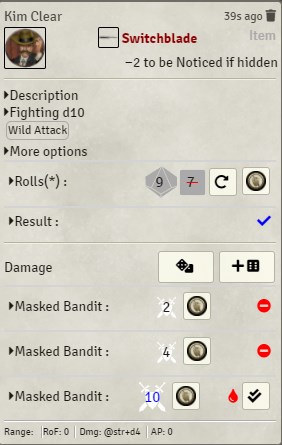 Kim Clear 39s ago
Switchblade Item
−2 to be Noticed if hidden
Description
Fighting d10
Wild Attack
More options
Rolls(*) : 9 7
Result :
Damage
Masked Bandit : 2
Masked Bandit : 4
Masked Bandit : 10
Range: RoF: 0 Dmg: @str+d4 AP: 0